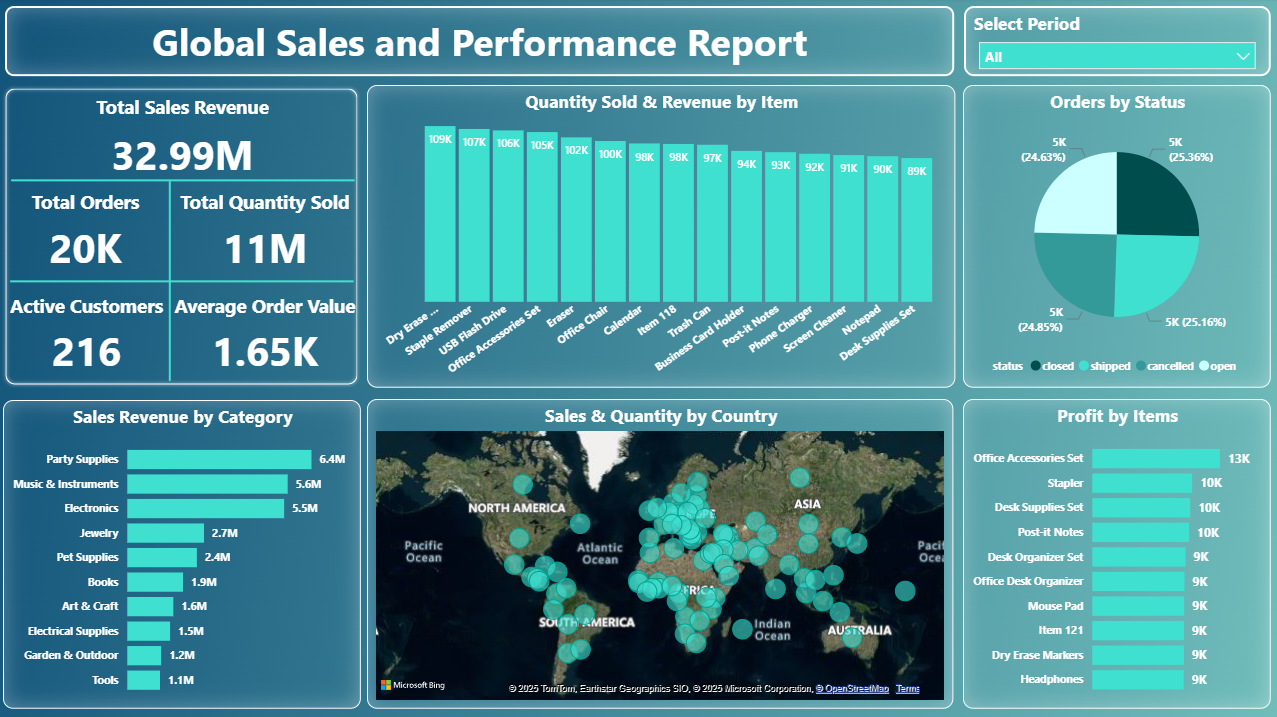 Global Sales and Performance Report
Select Period
All
Total Sales Revenue
32.99M
Total Orders
Total Quantity Sold
20K
11M
Active Customers
Average Order Value
216
1.65K
Quantity Sold & Revenue by Item
109K
107K
106K
105K
102K
100K
98K
98K
97K
94K
93K
92K
91K
90K
89K
Dry Erase ...
Staple Remover
USB Flash Drive
Office Accessories Set
Eraser
Office Chair
Calendar
Item 118
Trash Can
Business Card Holder
Post-it Notes
Phone Charger
Screen Cleaner
Notepad
Desk Supplies Set
Orders by Status
5K
(24.63%)
5K
(25.36%)
5K
(24.85%)
5K (25.16%)
status closed shipped cancelled open
Sales Revenue by Category
Party Supplies 6.4M
Music & Instruments 5.6M
Electronics 5.5M
Jewelry 2.7M
Pet Supplies 2.4M
Books 1.9M
Art & Craft 1.6M
Electrical Supplies 1.5M
Garden & Outdoor 1.2M
Tools 1.1M
Sales & Quantity by Country
NORTH AMERICA
ASIA
Pacific
Ocean
Atlantic
Ocean
AFRICA
SOUTH AMERICA
Indian
Ocean
AUSTRALIA
Microsoft Bing
© 2025 TomTom, Earthstar Geographics SIO, © 2025 Microsoft Corporation, © OpenStreetMap Terms
Profit by Items
Office Accessories Set 13K
Stapler 10K
Desk Supplies Set 10K
Post-it Notes 10K
Desk Organizer Set 9K
Office Desk Organizer 9K
Mouse Pad 9K
Item 121 9K
Dry Erase Markers 9K
Headphones 9K